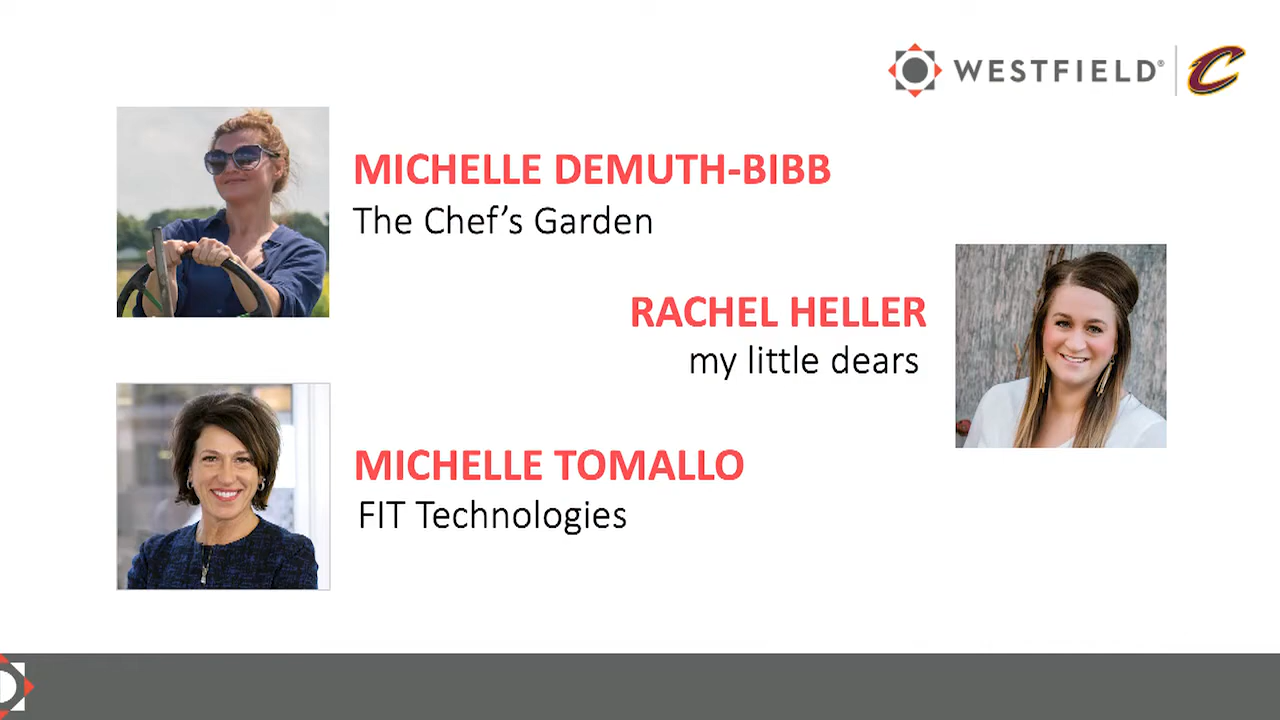 WESTFIELD®
MICHELLE DEMUTH-BIBB
The Chef’s Garden
RACHEL HELLER
my little dears
MICHELLE TOMALLO
FIT Technologies